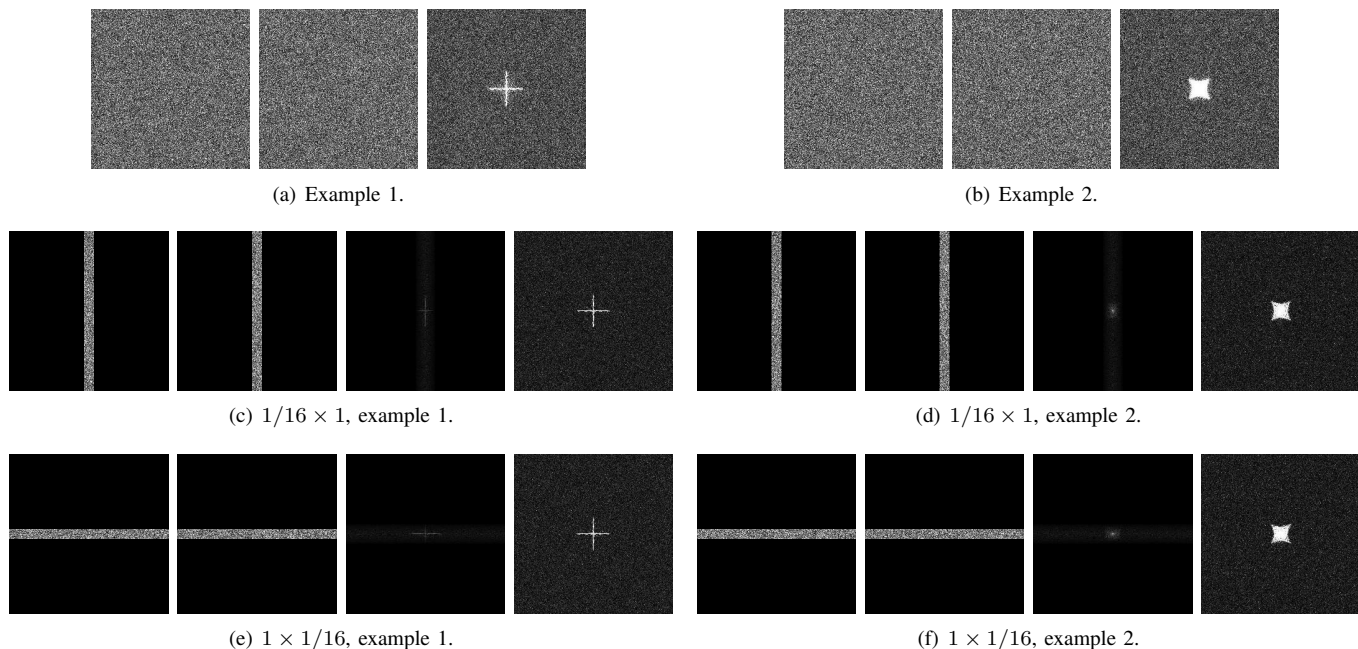 (a) Example 1.
(b) Example 2.
(c) 1/16 × 1, example 1.
(d) 1/16 × 1, example 2.
(e) 1 × 1/16, example 1.
(f) 1 × 1/16, example 2.